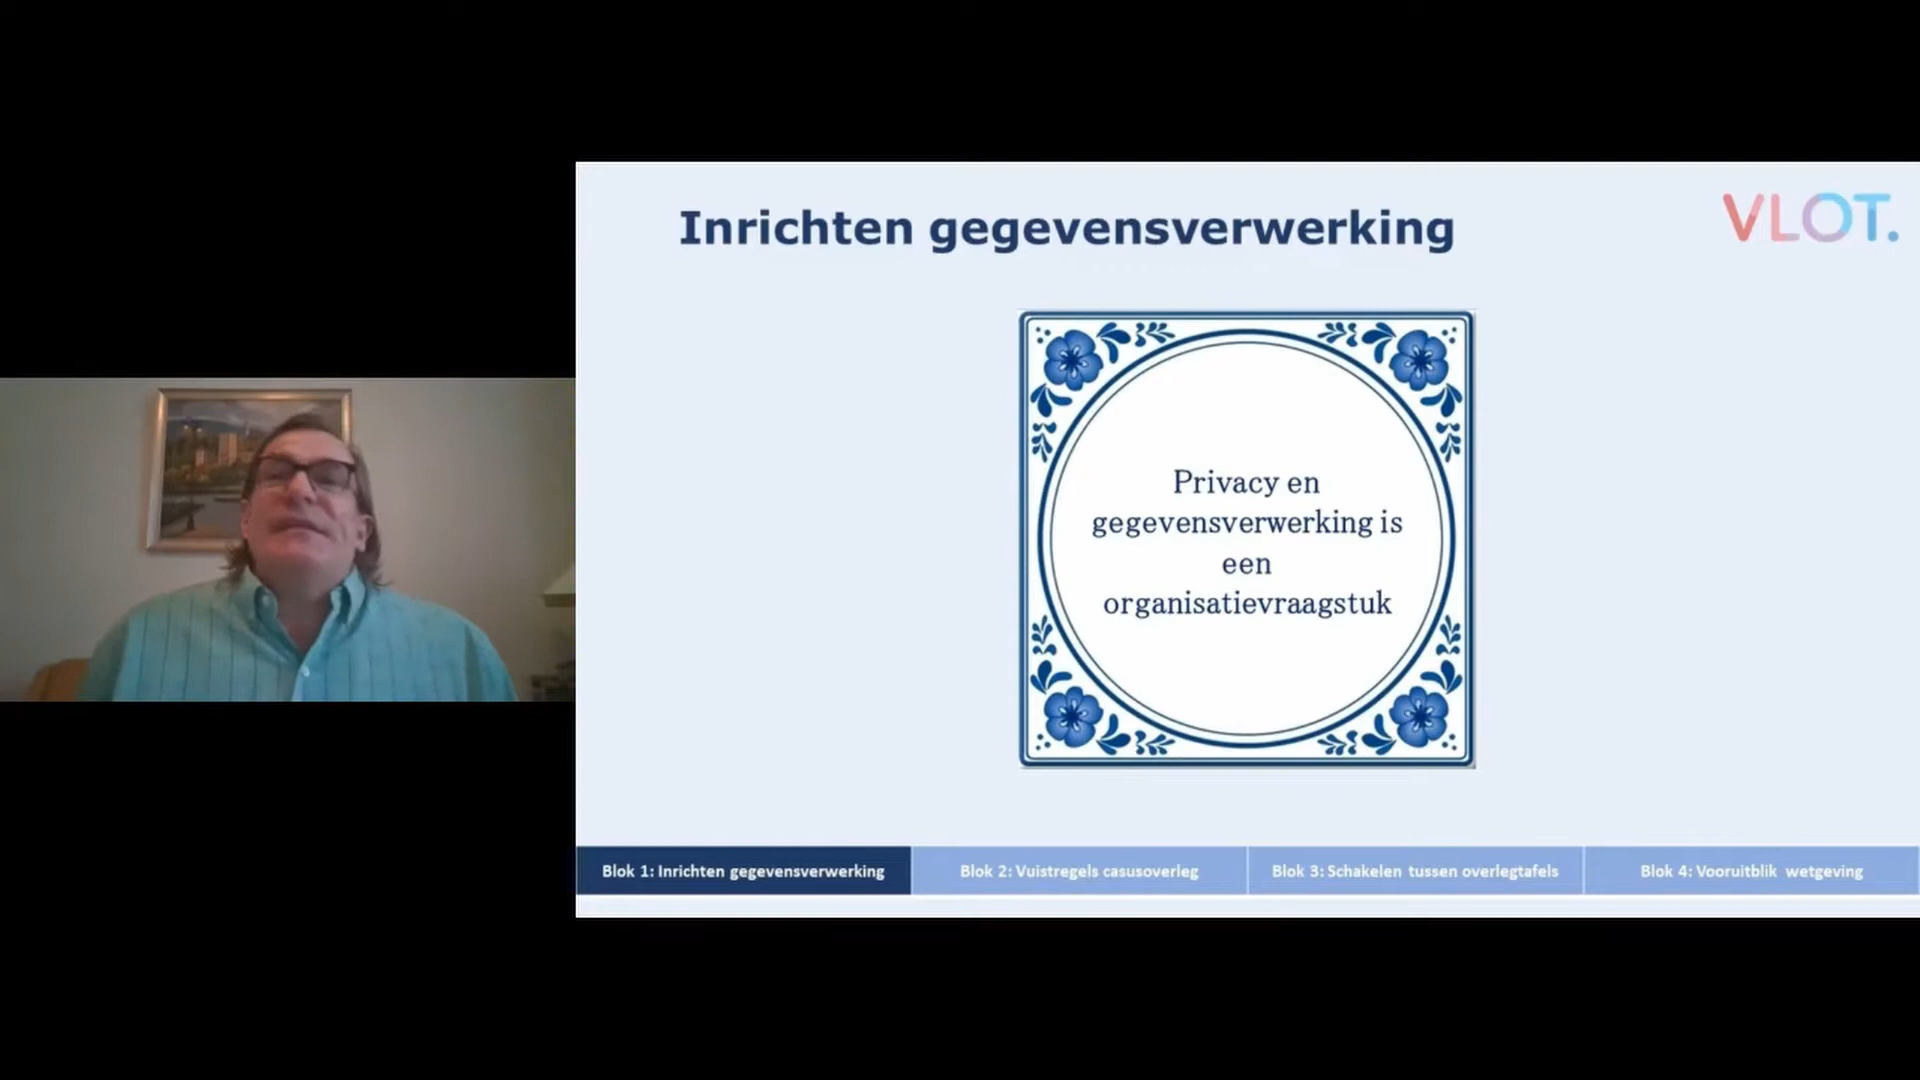 Inrichten gegevensverwerking
VLOT.
Privacy en
gegevensverwerking is
een
organisatievraagstuk
Blok 1: Inrichten gegevensverwerking
Blok 2: Vuistregels casusoverleg
Blok 3: Schakelen tussen overlegtafels
Blok 4: Vooruitblik wetgeving